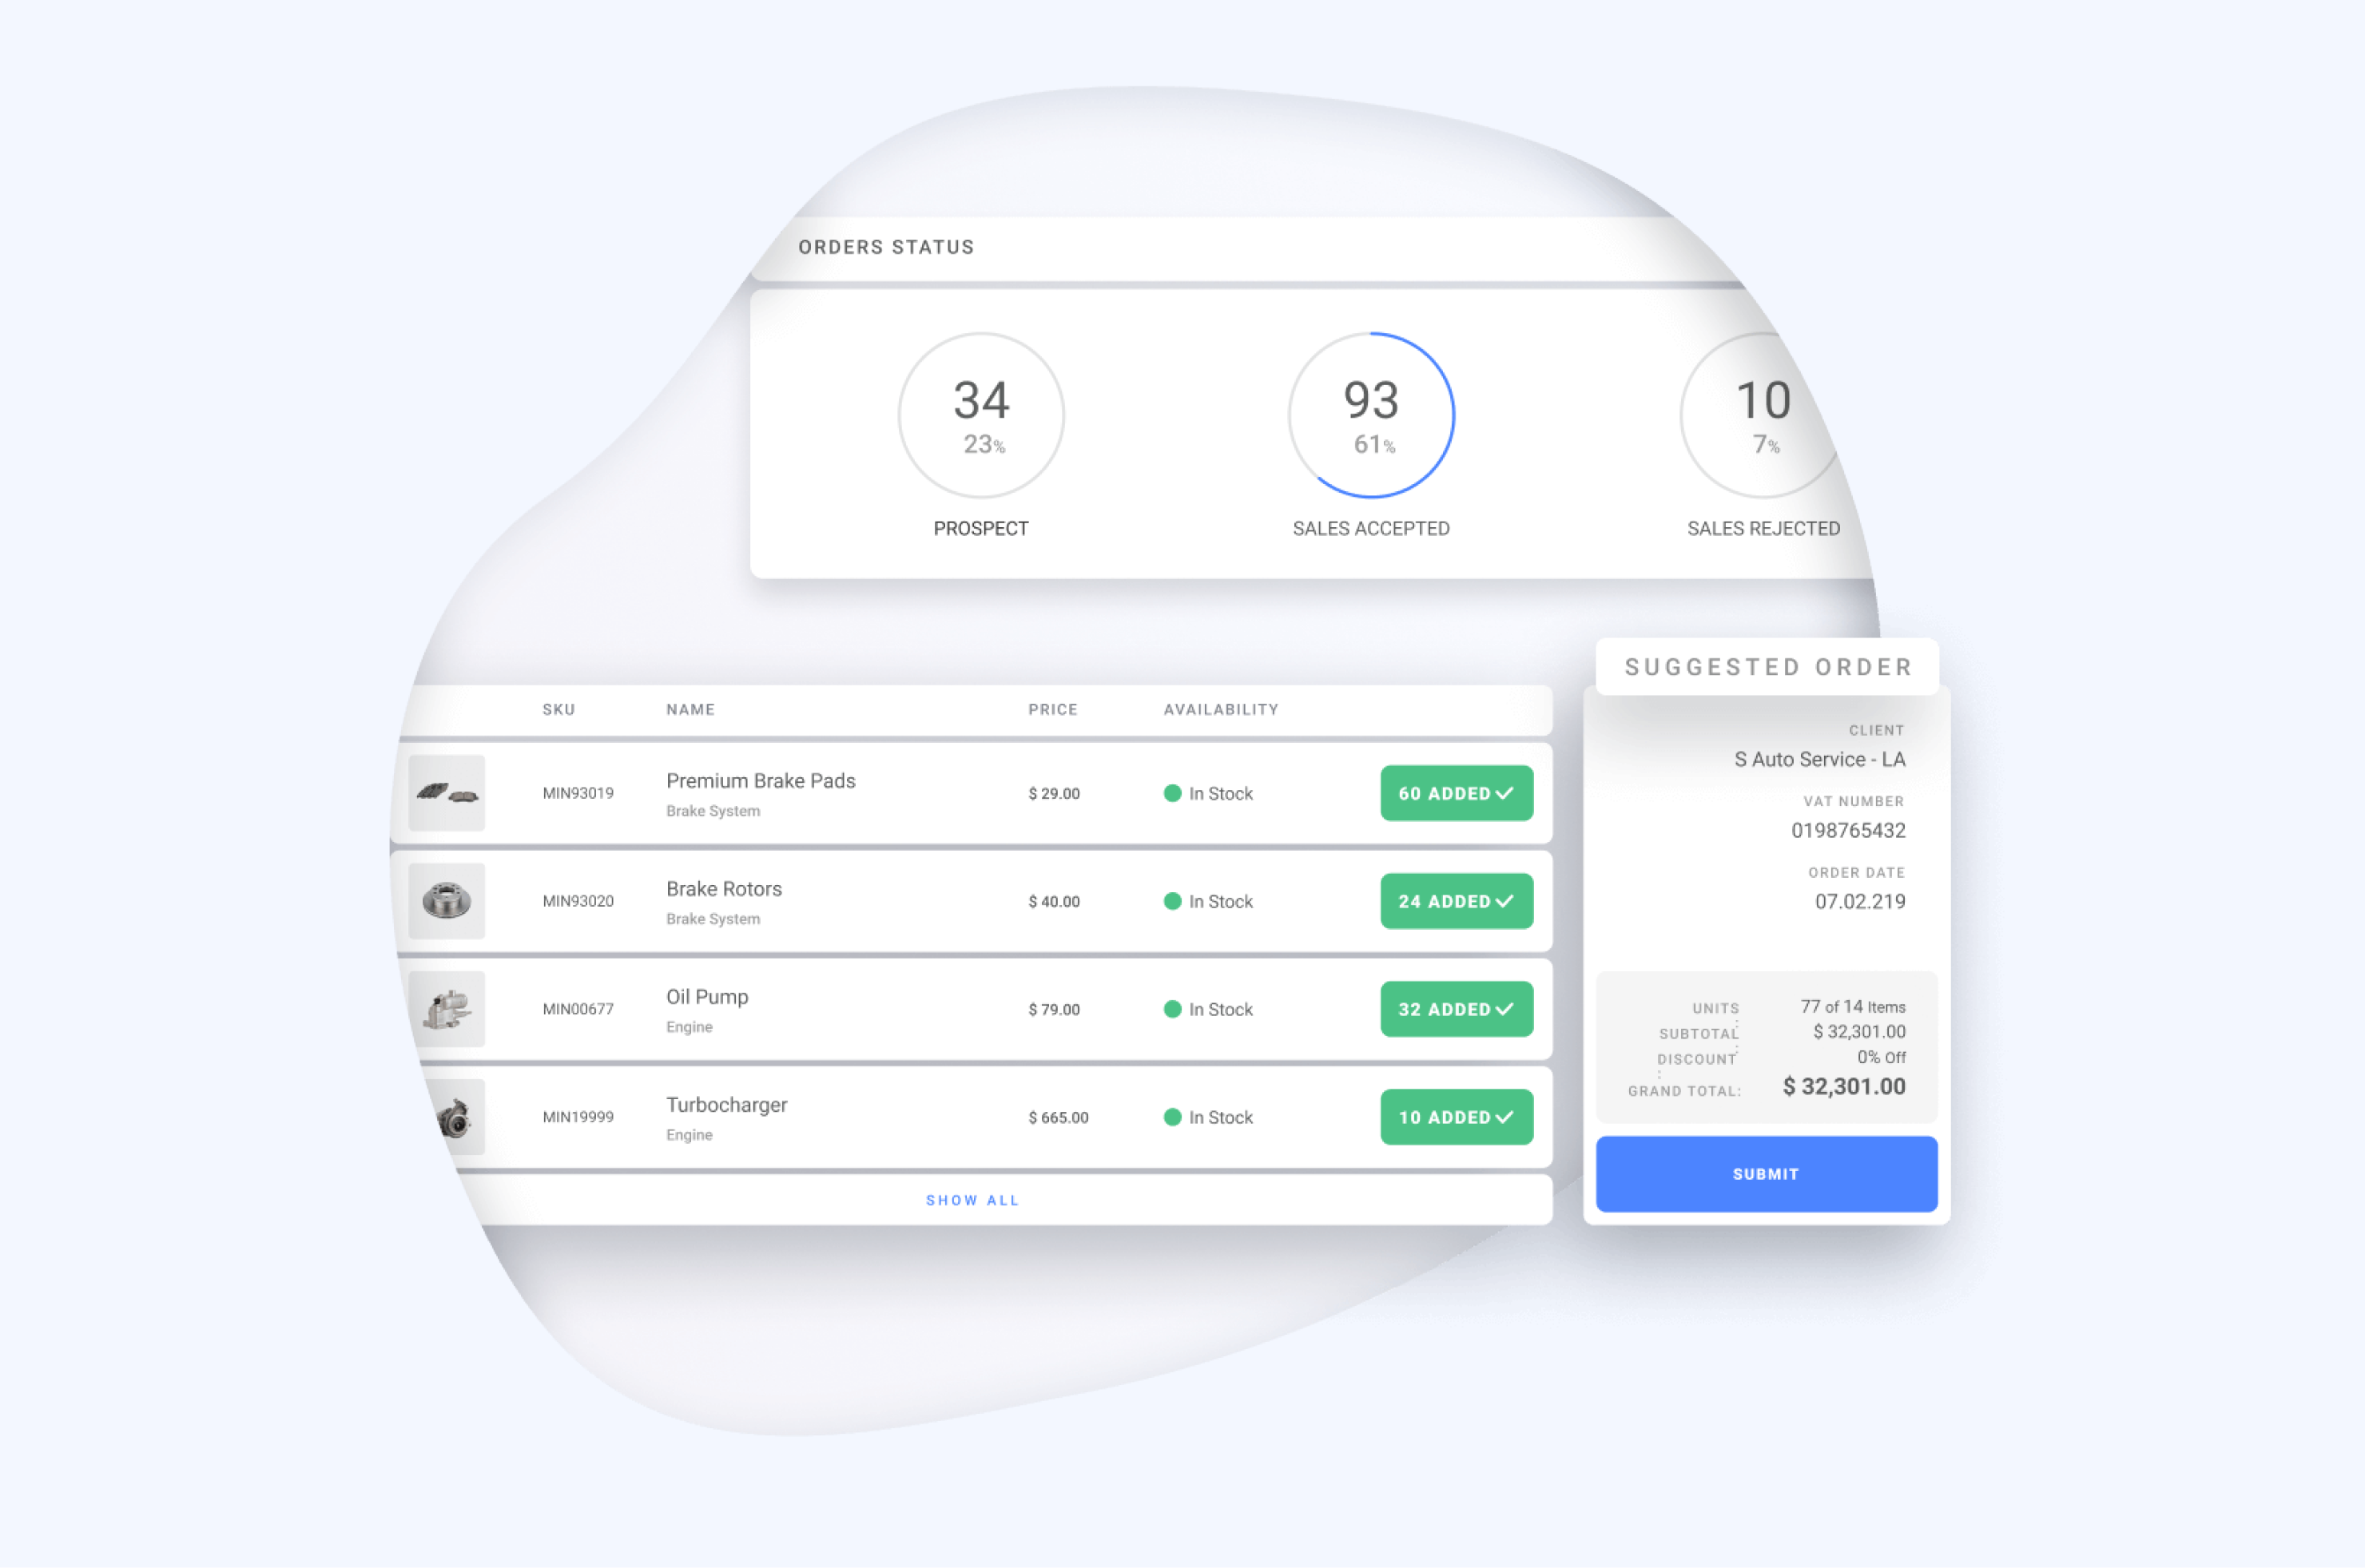 ORDERS STATUS
34
23%
PROSPECT
93
61%
SALES ACCEPTED
10
7%
SALES REJECTED
SKU NAME PRICE AVAILABILITY
MIN93019 Premium Brake Pads $ 29.00 In Stock 60 ADDED
Brake System
MIN93020 Brake Rotors $ 40.00 In Stock 24 ADDED
Brake System
MIN00677 Oil Pump $ 79.00 In Stock 32 ADDED
Engine
MIN19999 Turbocharger $ 665.00 In Stock 10 ADDED
Engine
SHOW ALL
SUGGESTED ORDER
CLIENT
S Auto Service - LA
VAT NUMBER
0198765432
ORDER DATE
07.02.219
UNITS: 77 of 14 Items
SUBTOTAL: $ 32,301.00
DISCOUNT: 0% Off
GRAND TOTAL: $ 32,301.00
SUBMIT